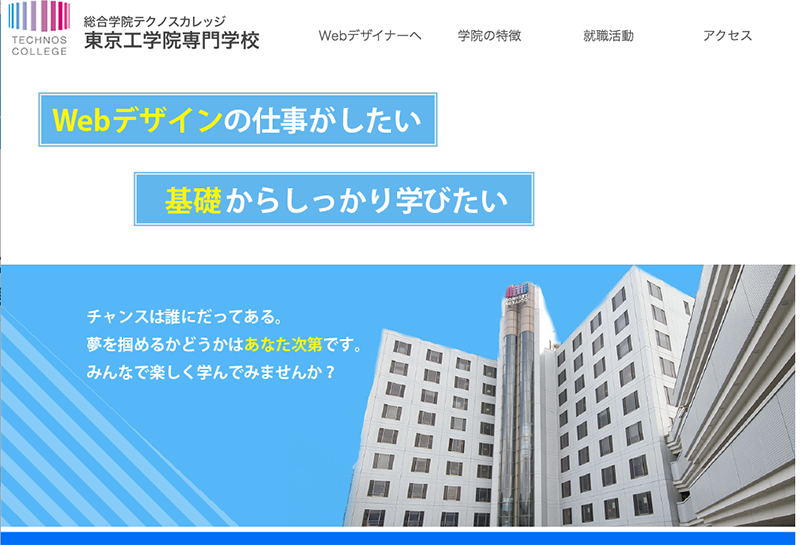 TECHNOS
COLLEGE
総合学院テクノスカレッジ
東京工学院専門学校
Webデザイナーへ 学院の特徴 就職活動 アクセス
Webデザインの仕事がしたい
基礎からしっかり学びたい
チャンスは誰にだってある。
夢を掴めるかどうかはあなた次第です。
みんなで楽しく学んでみませんか？